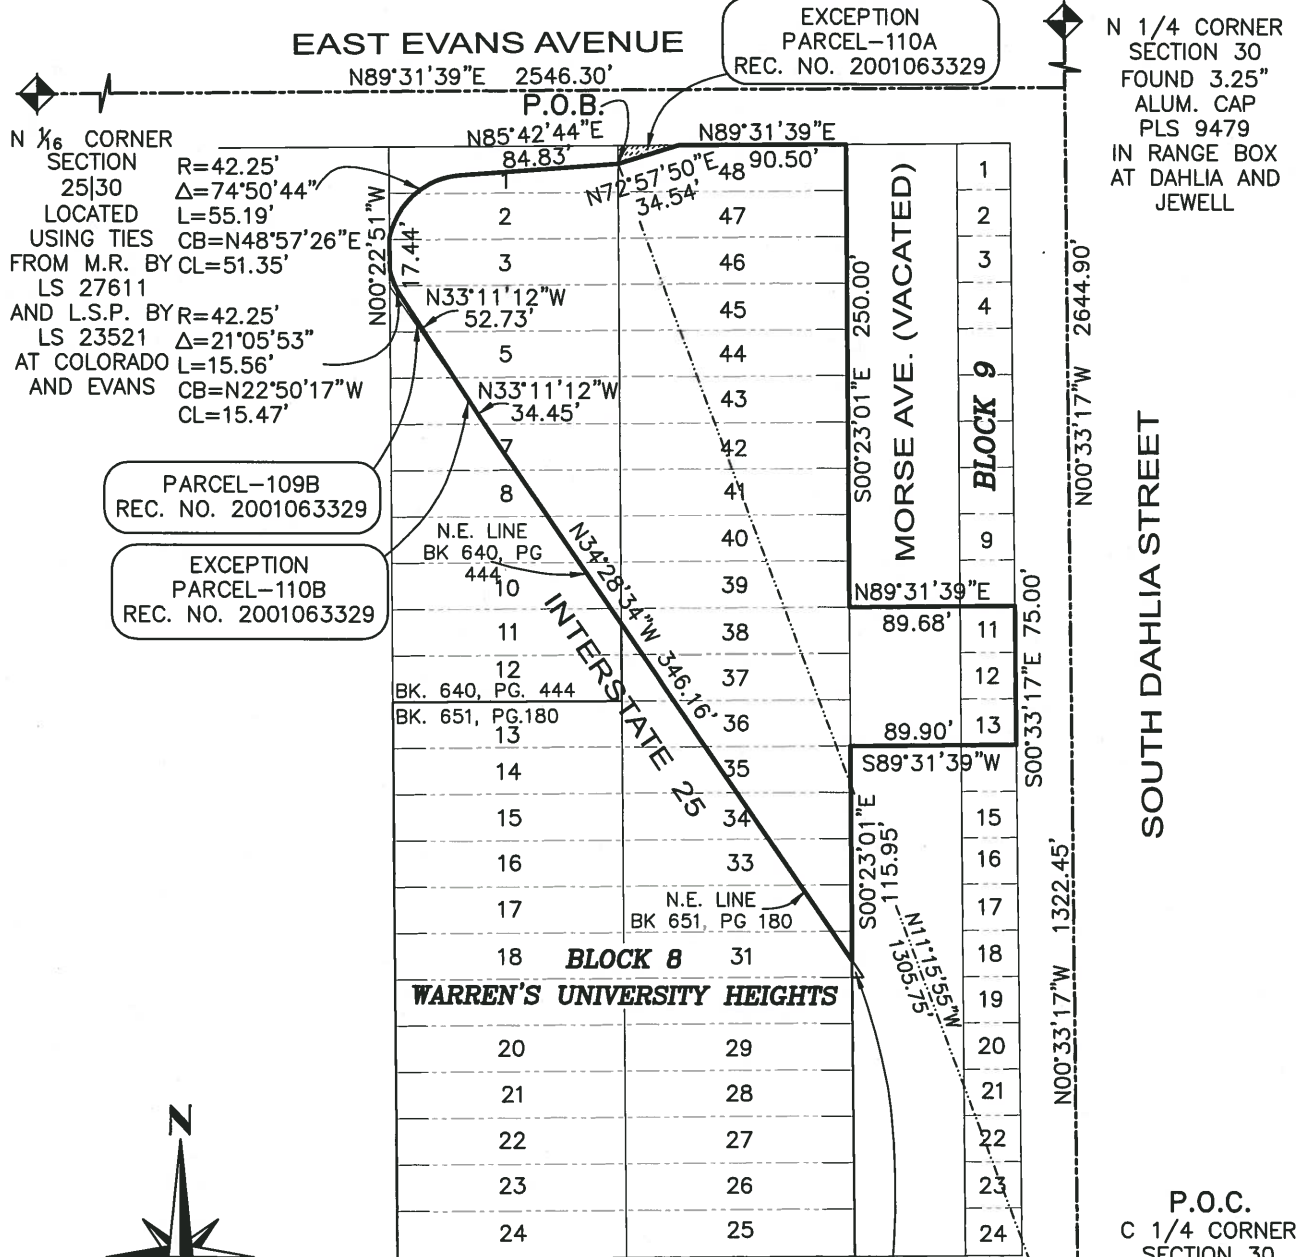 EAST EVANS AVENUE
N89°31'39"E 2546.30'
EXCEPTION
PARCEL-110A
REC. NO. 2001063329
N 1/4 CORNER
SECTION 30
FOUND 3.25"
ALUM. CAP
PLS 9479
IN RANGE BOX
AT DAHLIA AND
JEWELL
P.O.B.
N85°42'44"E
84.83'
N89°31'39"E
90.50'
N72°57'50"E
34.54'
N 1/16 CORNER
SECTION
25|30
LOCATED
USING TIES
FROM M.R. BY
LS 27611
AND L.S.P. BY
LS 23521
AT COLORADO
AND EVANS
R=42.25'
Δ=74°50'44"
L=55.19'
CB=N48°57'26"E
CL=51.35'
R=42.25'
Δ=21°05'53"
L=15.56'
CB=N22°50'17"W
CL=15.47'
N00°22'51"W
17.44'
N33°11'12"W
52.73'
N33°11'12"W
34.45'
PARCEL-109B
REC. NO. 2001063329
EXCEPTION
PARCEL-110B
REC. NO. 2001063329
N.E. LINE
BK 640, PG
444
N34°28'34"W 346.16'
INTERSTATE 25
BK. 640, PG. 444
BK. 651, PG.180
1
2
3
5
7
8
10
11
12
13
14
15
16
17
18
20
21
22
23
24
48
47
46
45
44
43
42
41
40
39
38
37
36
35
34
33
31
29
28
27
26
25
N.E. LINE
BK 651, PG 180
BLOCK 8
WARREN'S UNIVERSITY HEIGHTS
S00°23'01"E 250.00'
MORSE AVE. (VACATED)
BLOCK 9
1
2
3
4
9
11
12
13
15
16
17
18
19
20
21
22
23
24
N89°31'39"E
89.68'
S00°33'17"E 75.00'
89.90'
S89°31'39"W
S00°23'01"E
115.95'
N11°15'55"W
1305.75'
N00°33'17"W 2644.90'
N00°33'17"W 1322.45'
SOUTH DAHLIA STREET
N
P.O.C.
C 1/4 CORNER
SECTION 30